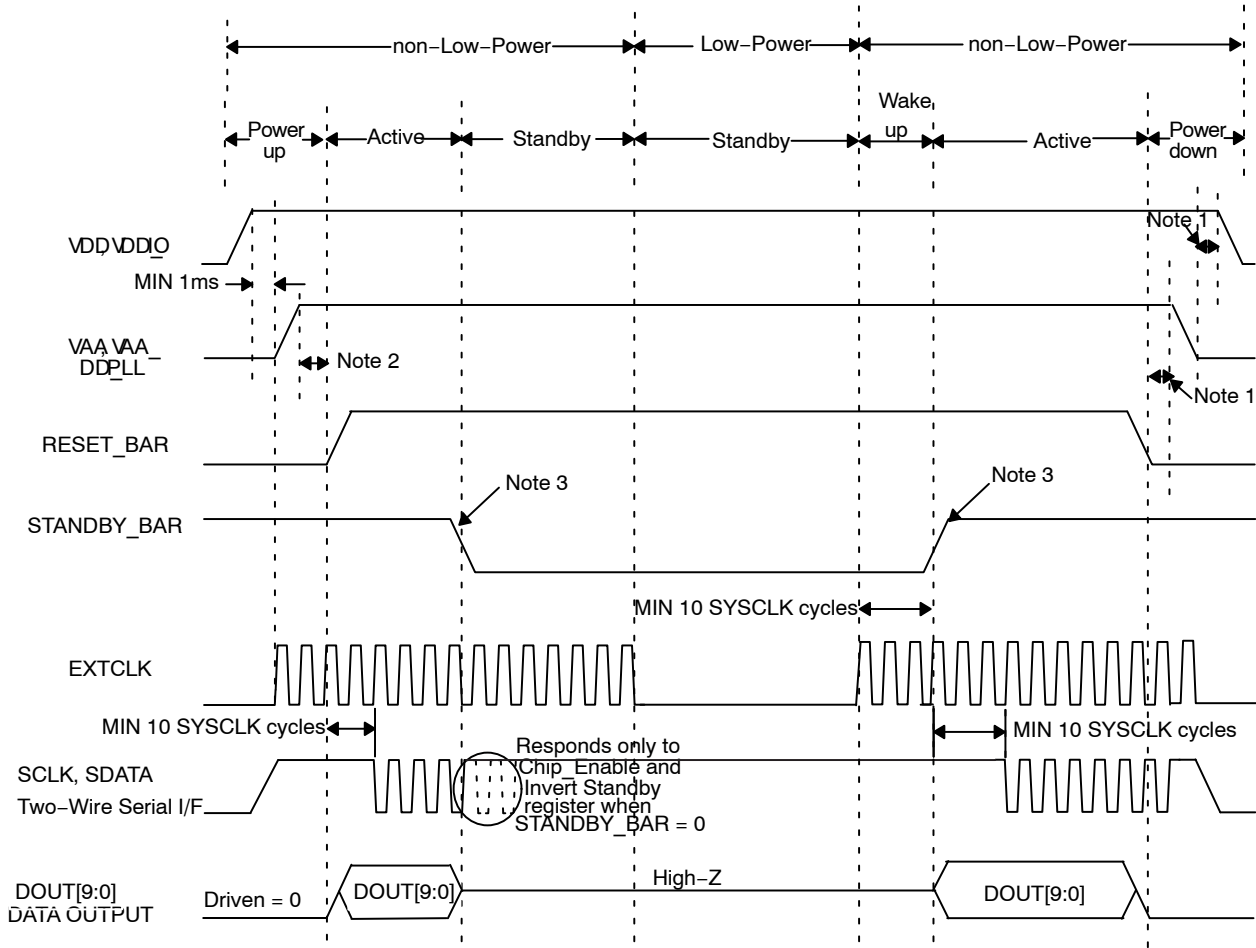 non−Low−Power
Low−Power
non−Low−Power
Power
up
Active
Standby
Standby
Wake
up
Active
Power
down
VDD, VDDIO
Note 1
MIN 1ms
VAA, VAA_
DDPLL
Note 2
Note 1
RESET_BAR
Note 3
Note 3
STANDBY_BAR
MIN 10 SYSCLK cycles
EXTCLK
MIN 10 SYSCLK cycles
MIN 10 SYSCLK cycles
SCLK, SDATA
Two−Wire Serial I/F
Responds only to
Chip_Enable and
Invert Standby
register when
STANDBY_BAR = 0
DOUT[9:0]
DATA OUTPUT
Driven = 0
DOUT[9:0]
High−Z
DOUT[9:0]